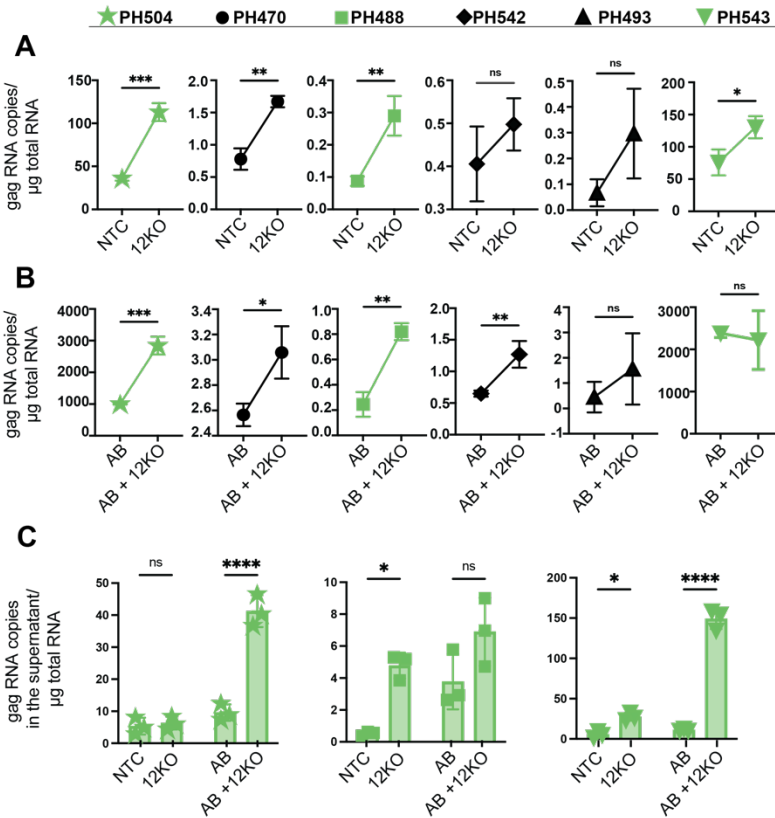 PH504 PH470 PH488 PH542 PH493 PH543
A
gag RNA copies/
µg total RNA
*** ** ** ns ns *
150 100 50 0
2.0 1.5 1.0 0.5 0.0
0.4 0.3 0.2 0.1 0.0
0.6 0.5 0.4 0.3
0.5 0.4 0.3 0.2 0.1 0.0
200 150 100 50 0
NTC 12KO NTC 12KO NTC 12KO NTC 12KO NTC 12KO NTC 12KO
B
gag RNA copies/
µg total RNA
*** * ** ** ns ns
4000 3000 2000 1000 0
3.4 3.2 3.0 2.8 2.6 2.4
1.0 0.8 0.6 0.4 0.2 0.0
2.0 1.5 1.0 0.5 0.0
4 3 2 1 0 -1
3000 2000 1000 0
AB AB + 12KO AB AB + 12KO AB AB + 12KO AB AB + 12KO AB AB + 12KO AB AB + 12KO
C
gag RNA copies
in the supernatant/
µg total RNA
ns **** * ns * ****
50 40 30 20 10 0
10 8 6 4 2 0
200 150 100 50 0
NTC 12KO AB AB +12KO NTC 12KO AB AB +12KO NTC 12KO AB AB +12KO